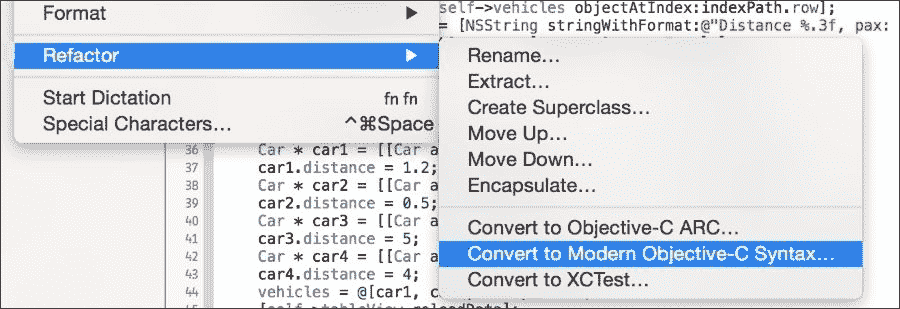 self->vehicles objectAtIndex:indexPath.row];
Format
= [NSString stringWithFormat:@"Distance %.3f, pax:
Refactor
Rename...
Extract...
Create Superclass...
Move Up...
Move Down...
Encapsulate...
Convert to Objective-C ARC...
Convert to Modern Objective-C Syntax...
Convert to XCTest...
Start Dictation fn fn
Special Characters... ^⌘Space
36 Car * car1 = [[Car a
37 car1.distance = 1.2;
38 Car * car2 = [[Car a
39 car2.distance = 0.5;
40 Car * car3 = [[Car a
41 car3.distance = 5;
42 Car * car4 = [[Car a
43 car4.distance = 4;
44 vehicles = @[car1, c